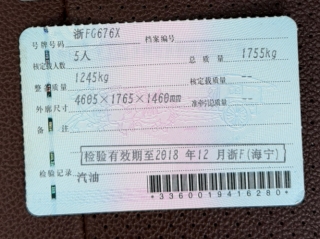 号牌号码 浙FG676X 档案编号
核定载人数 5人 总质量 1755kg
整备质量 1245kg 核定载质量 --
外廓尺寸 4605×1765×1460mm 准牵引总质量 --
备注
检验有效期至2018 年 12 月浙F(海宁)
检验记录 汽油
*3360019416280*